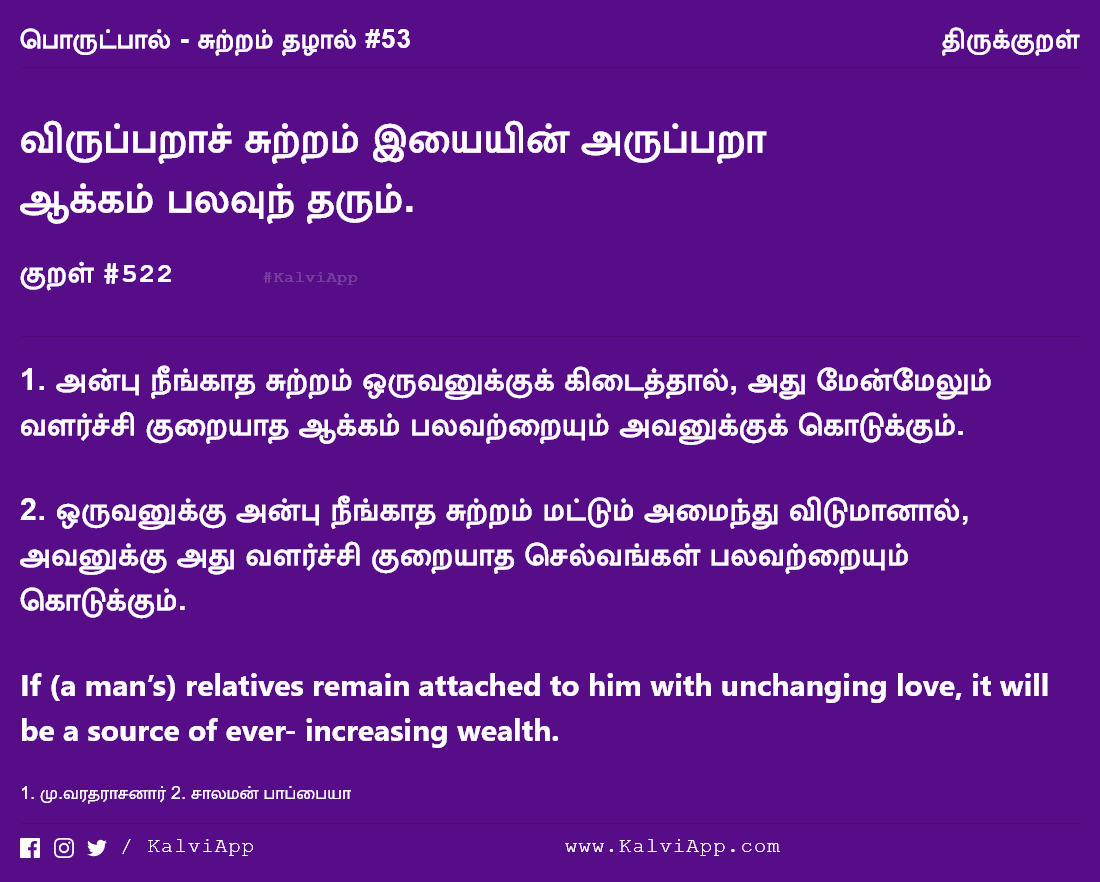 பொருட்பால் - சுற்றம் தழால் #53
திருக்குறள்
விருப்பறாச் சுற்றம் இயையின் அருப்பறா
ஆக்கம் பலவுந் தரும்.
குறள் #522
#KalviApp
1. அன்பு நீங்காத சுற்றம் ஒருவனுக்குக் கிடைத்தால், அது மேன்மேலும்
வளர்ச்சி குறையாத ஆக்கம் பலவற்றையும் அவனுக்குக் கொடுக்கும்.
2. ஒருவனுக்கு அன்பு நீங்காத சுற்றம் மட்டும் அமைந்து விடுமானால்,
அவனுக்கு அது வளர்ச்சி குறையாத செல்வங்கள் பலவற்றையும்
கொடுக்கும்.
If (a man’s) relatives remain attached to him with unchanging love, it will
be a source of ever- increasing wealth.
1. மு.வரதராசனார் 2. சாலமன் பாப்பையா
/ KalviApp
www.KalviApp.com